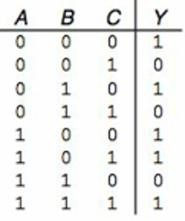 A B C Y
0 0 0 1
0 0 1 0
0 1 0 1
0 1 1 0
1 0 0 1
1 0 1 1
1 1 0 0
1 1 1 1